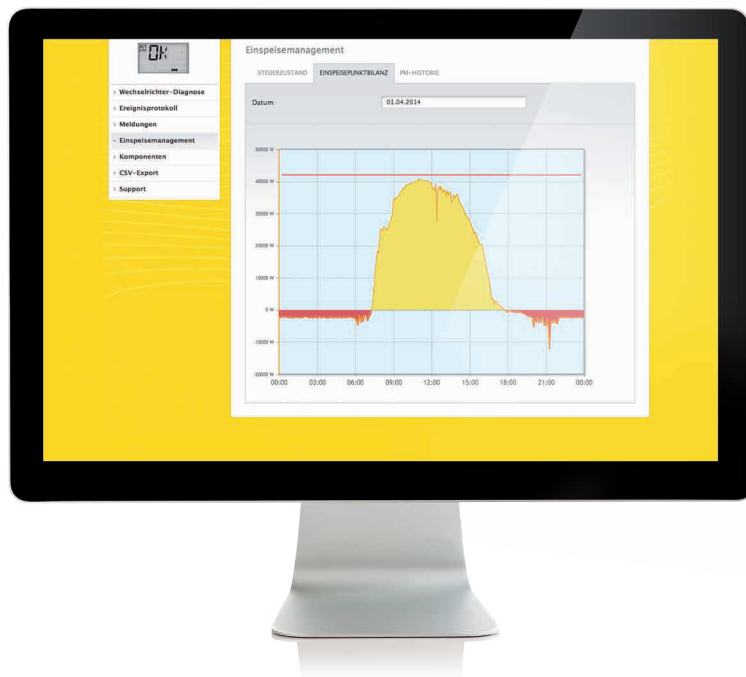 OK
Wechselrichter-Diagnose
Ereignisprotokoll
Meldungen
Einspeisemanagement
Komponenten
CSV-Export
Support
Einspeisemanagement
STEUERZUSTAND EINSPEISEPUNKTBILANZ PM-HISTORIE
Datum 01.04.2014
50000 W
40000 W
30000 W
20000 W
10000 W
0 W
-10000 W
-20000 W
00:00 03:00 06:00 09:00 12:00 15:00 18:00 21:00 00:00